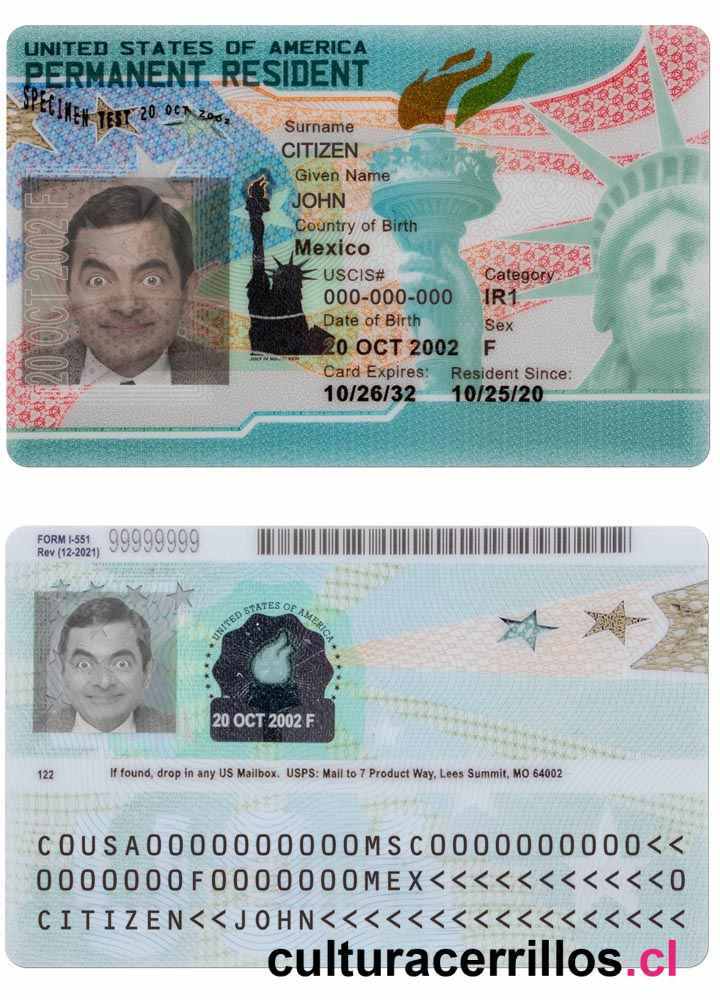 UNITED STATES OF AMERICA
PERMANENT RESIDENT
SPECIMEN TEST 20 OCT 2002
Surname
CITIZEN
Given Name
JOHN
Country of Birth
Mexico
USCIS# Category
000-000-000 IR1
Date of Birth Sex
20 OCT 2002 F
Card Expires: Resident Since:
10/26/32 10/25/20
20 OCT 2002 F
FORM I-551
Rev (12-2021)
99999999
UNITED STATES OF AMERICA
20 OCT 2002 F
122 If found, drop in any US Mailbox. USPS: Mail to 7 Product Way, Lees Summit, MO 64002
COUSA0000000000MSC0000000000<<
0000000F0000000MEX<<<<<<<<<<<0
CITIZEN<<JOHN<<<<<<<<<<<<<<<<<
culturacerrillos.cl